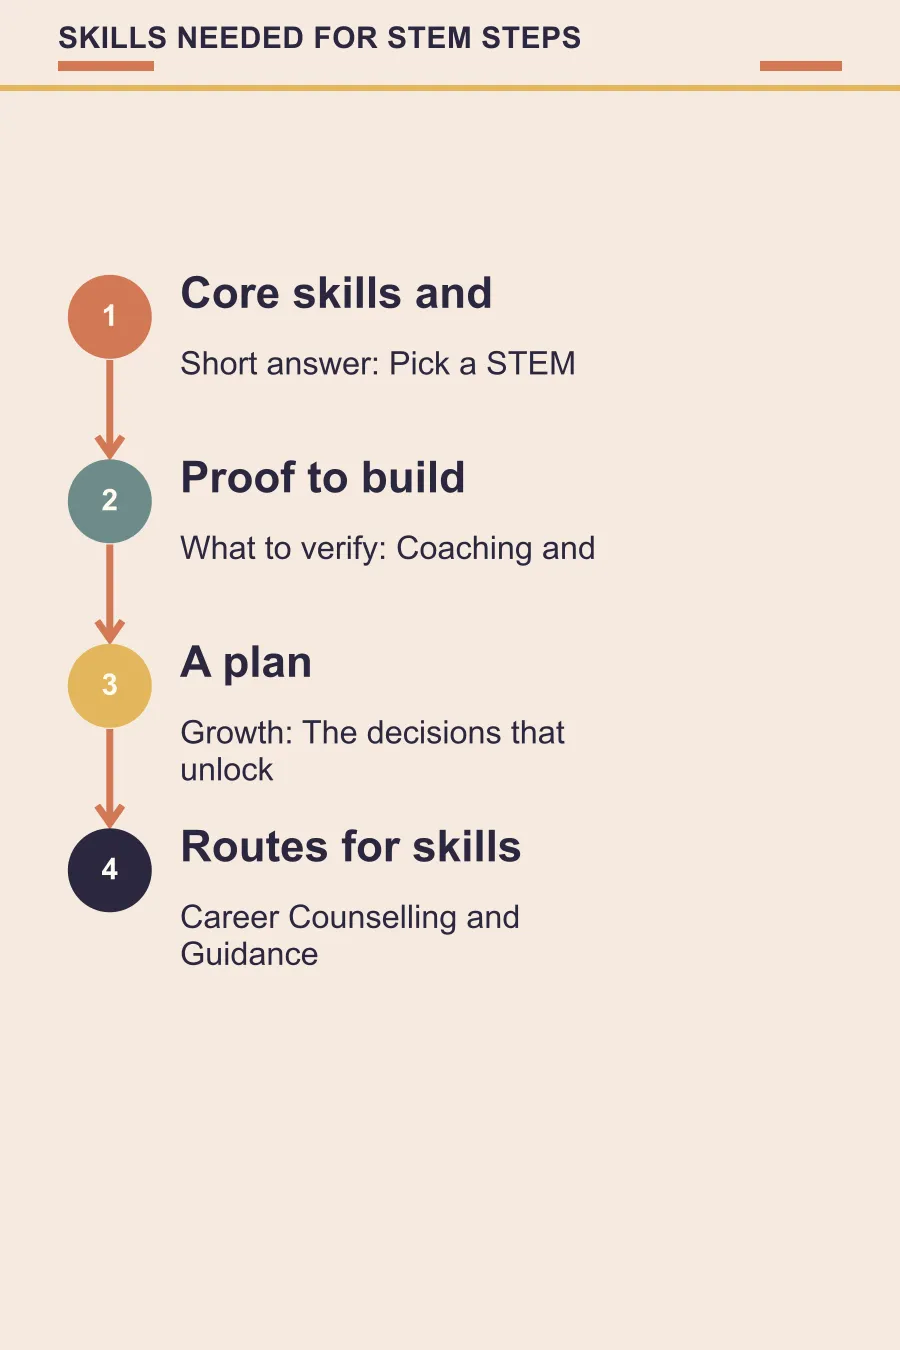 SKILLS NEEDED FOR STEM STEPS
1
Core skills and
Short answer: Pick a STEM
2
Proof to build
What to verify: Coaching and
3
A plan
Growth: The decisions that
unlock
4
Routes for skills
Career Counselling and
Guidance